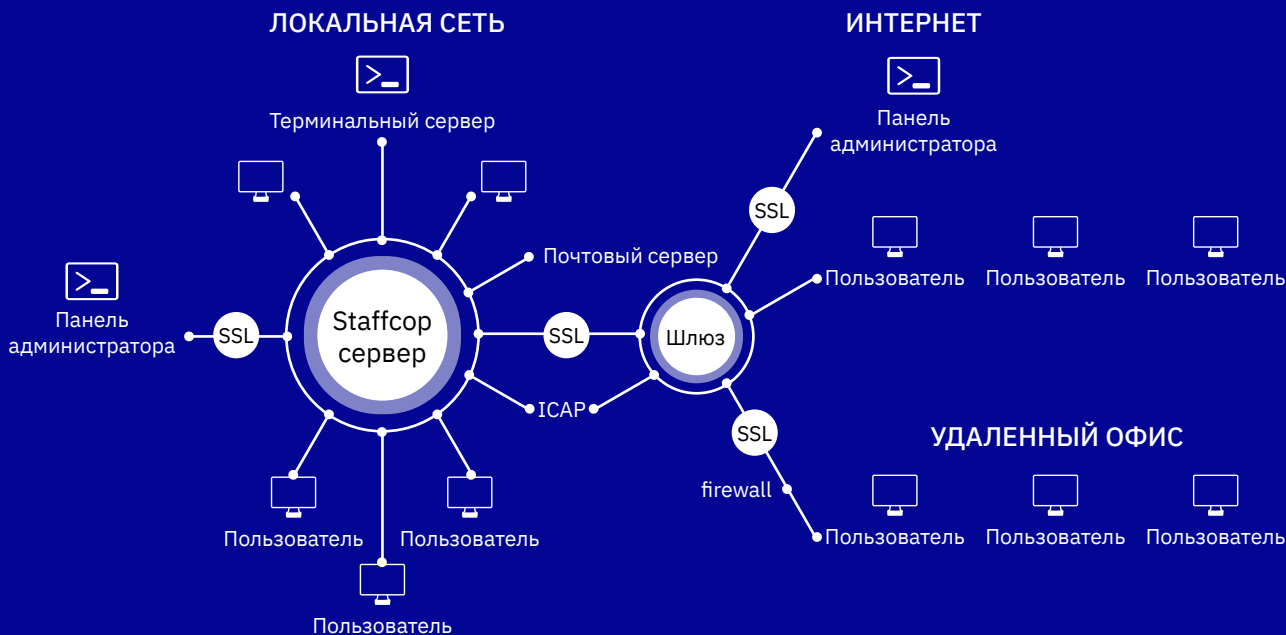 ЛОКАЛЬНАЯ СЕТЬ
ИНТЕРНЕТ
>_
Терминальный сервер
>_
Панель
администратора
SSL
Почтовый сервер
Пользователь
Пользователь
Пользователь
>_
Панель
администратора
SSL
Staffcop
сервер
SSL
Шлюз
ICAP
SSL
УДАЛЕННЫЙ ОФИС
firewall
Пользователь
Пользователь
Пользователь
Пользователь
Пользователь
Пользователь